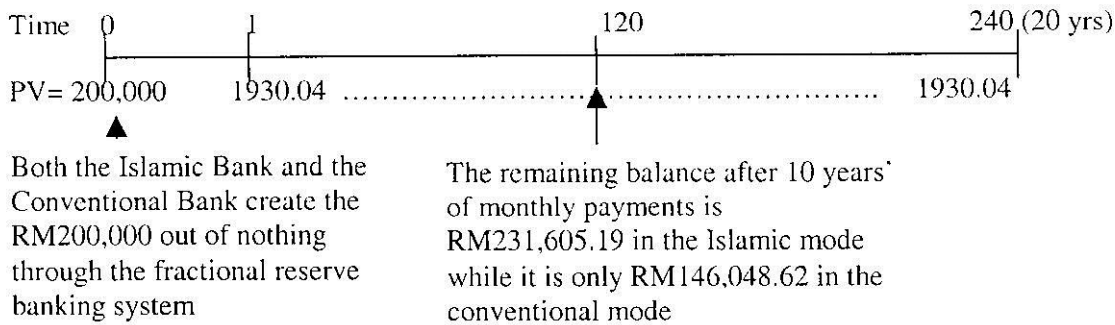 Time 0 1 120 240 (20 yrs)
PV= 200,000 1930.04 ........................................................ 1930.04
Both the Islamic Bank and the
Conventional Bank create the
RM200,000 out of nothing
through the fractional reserve
banking system
The remaining balance after 10 years'
of monthly payments is
RM231,605.19 in the Islamic mode
while it is only RM146,048.62 in the
conventional mode